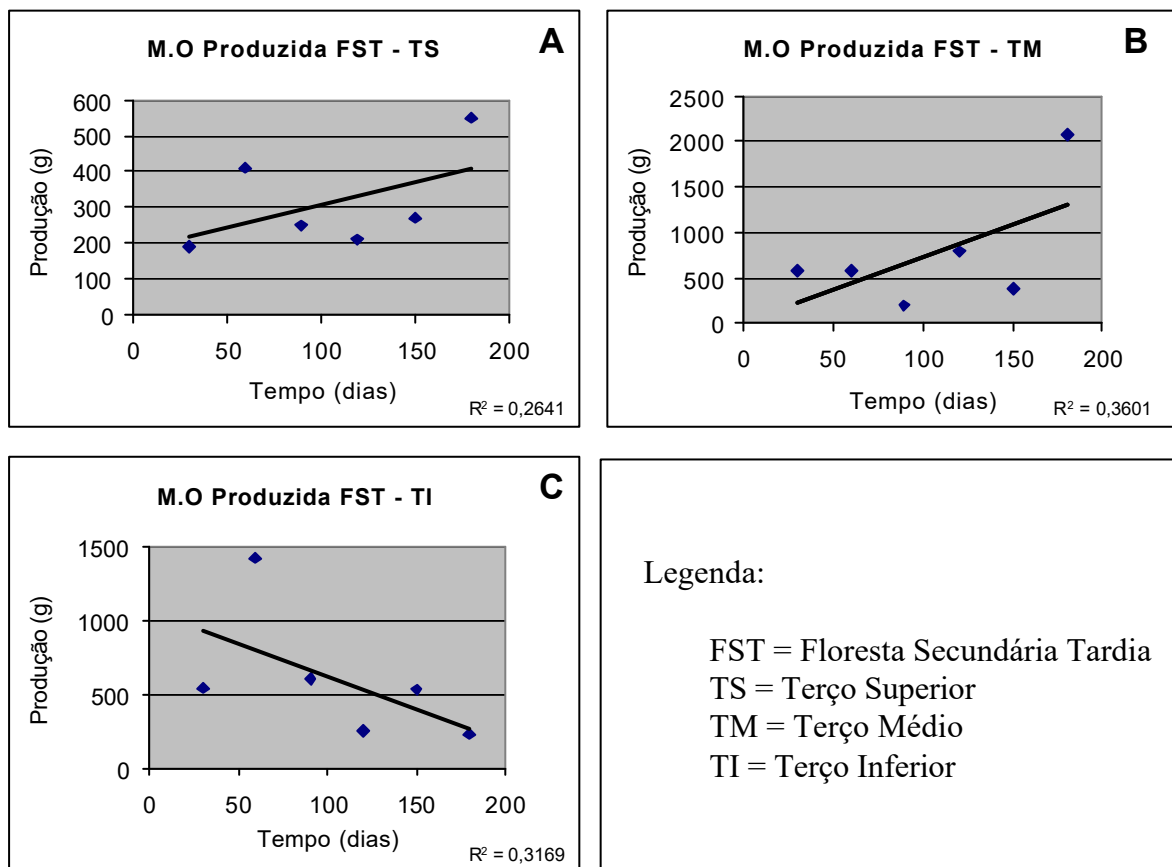 A
M.O Produzida FST - TS
Produção (g)
600
500
400
300
200
100
0
0 50 100 150 200
Tempo (dias)
R² = 0,2641
B
M.O Produzida FST - TM
Produção (g)
2500
2000
1500
1000
500
0
0 50 100 150 200
Tempo (dias)
R² = 0,3601
C
M.O Produzida FST - TI
Produção (g)
1500
1000
500
0
0 50 100 150 200
Tempo (dias)
R² = 0,3169
Legenda:
FST = Floresta Secundária Tardia
TS = Terço Superior
TM = Terço Médio
TI = Terço Inferior